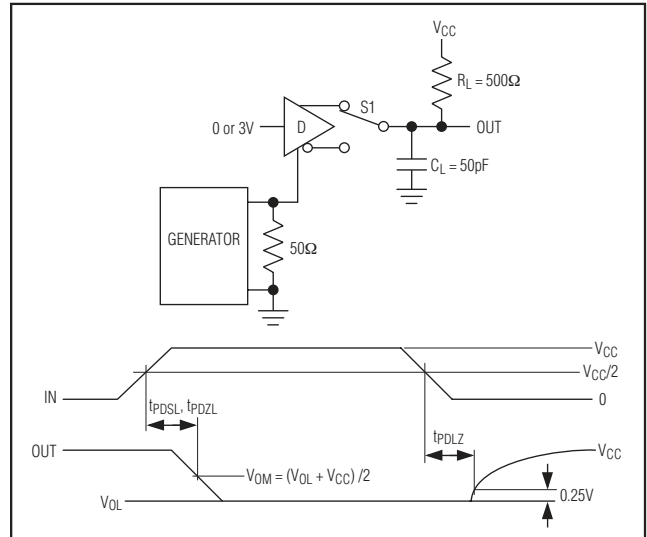 VCC
RL = 500Ω
S1
0 or 3V
D
OUT
CL = 50pF
GENERATOR
50Ω
VCC
VCC/2
IN
0
tPDSL, tPDZL
tPDLZ
OUT
VCC
VOM = (VOL + VCC) /2
0.25V
VOL